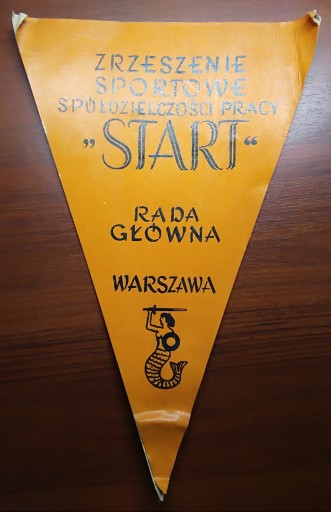 ZRZESZENIE
SPORTOWE
SPÓŁDZIELCZOŚCI PRACY
„START“
RADA
GŁÓWNA
WARSZAWA